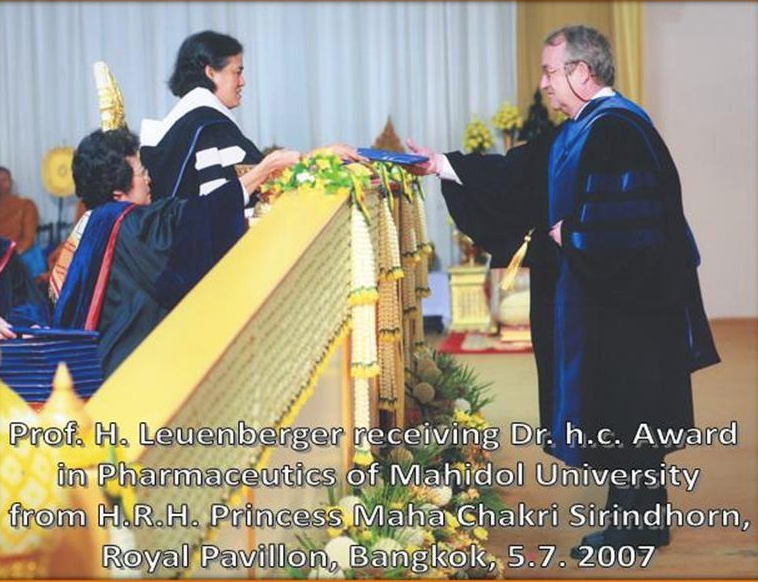 Prof. H. Leuenberger receiving Dr. h.c. Award
in Pharmaceutics of Mahidol University
from H.R.H. Princess Maha Chakri Sirindhorn,
Royal Pavillon, Bangkok, 5.7. 2007